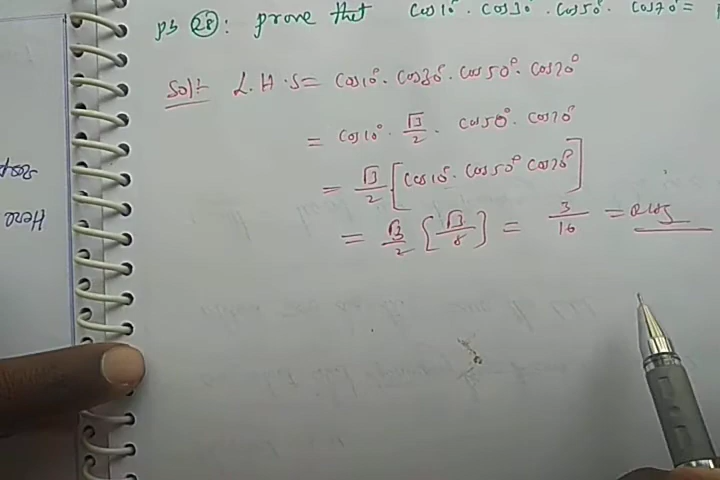 pb 28: prove that cos10°. cos30°. cos50°. cos70°=
Sol:- L.H.S= cos10°. cos30°. cos50°. cos70°
= cos10°. √3/2. cos50°. cos70°
= √3/2 [cos10°. cos50° cos70°]
= √3/2 [√3/8] = 3/16 =
Here